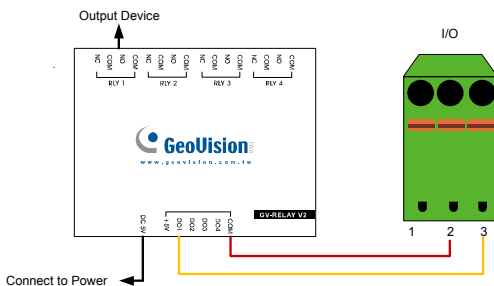 Output Device
I/O
NC COM NO COM NC COM NO COM NC COM NO COM NC COM NO COM
RLY 1 RLY 2 RLY 3 RLY 4
GeoVision Inc
www.geovision.com.tw
GV-RELAY V2
DC 5V +5V DO1 DO2 DO3 DO4 COM
1 2 3
Connect to Power